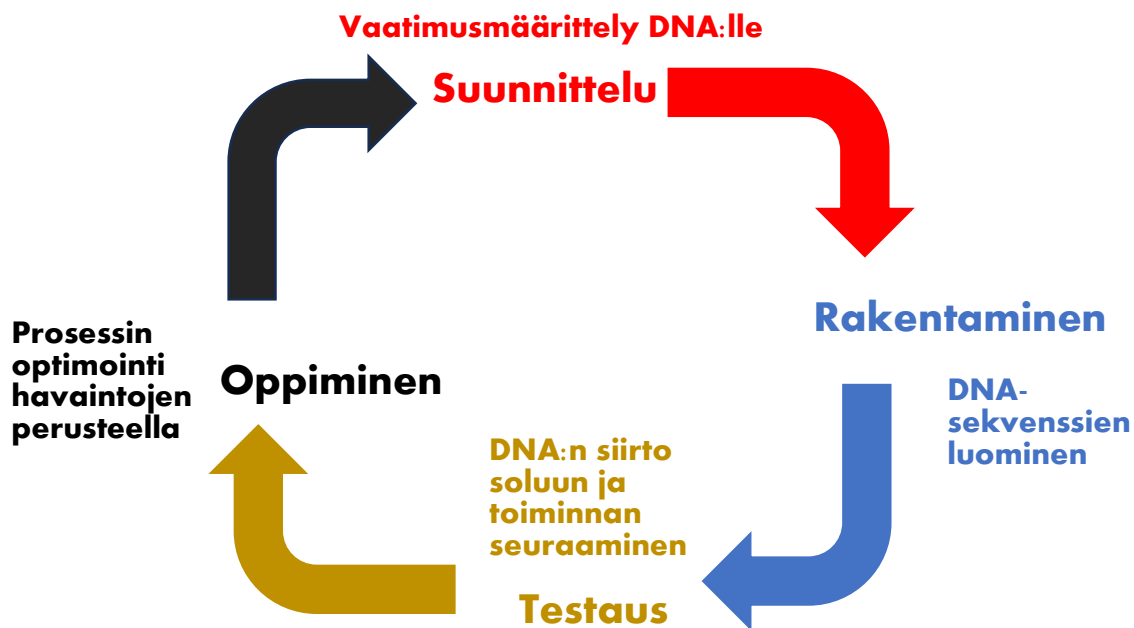 Vaatimusmäärittely DNA:lle
Suunnittelu
Rakentaminen
DNA-
sekvenssien
luominen
Testaus
DNA:n siirto
soluun ja
toiminnan
seuraaminen
Oppiminen
Prosessin
optimointi
havaintojen
perusteella